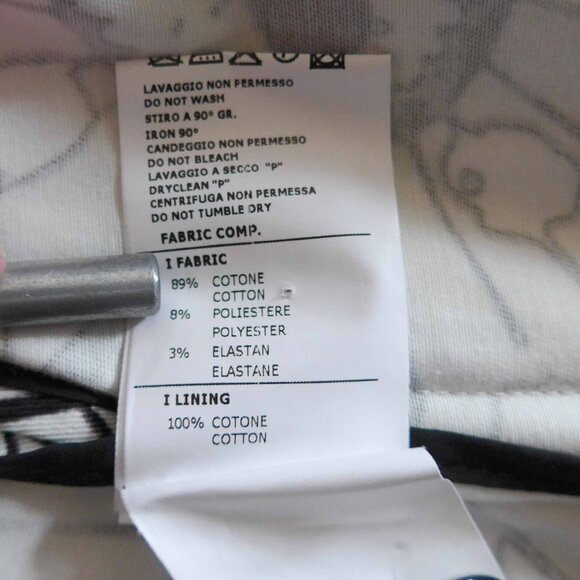 LAVAGGIO NON PERMESSO
DO NOT WASH
STIRO A 90° GR.
IRON 90°
CANDEGGIO NON PERMESSO
DO NOT BLEACH
LAVAGGIO A SECCO "P"
DRYCLEAN "P"
CENTRIFUGA NON PERMESSA
DO NOT TUMBLE DRY
FABRIC COMP.
I FABRIC
89% COTONE
COTTON
8% POLIESTERE
POLYESTER
3% ELASTAN
ELASTANE
I LINING
100% COTONE
COTTON